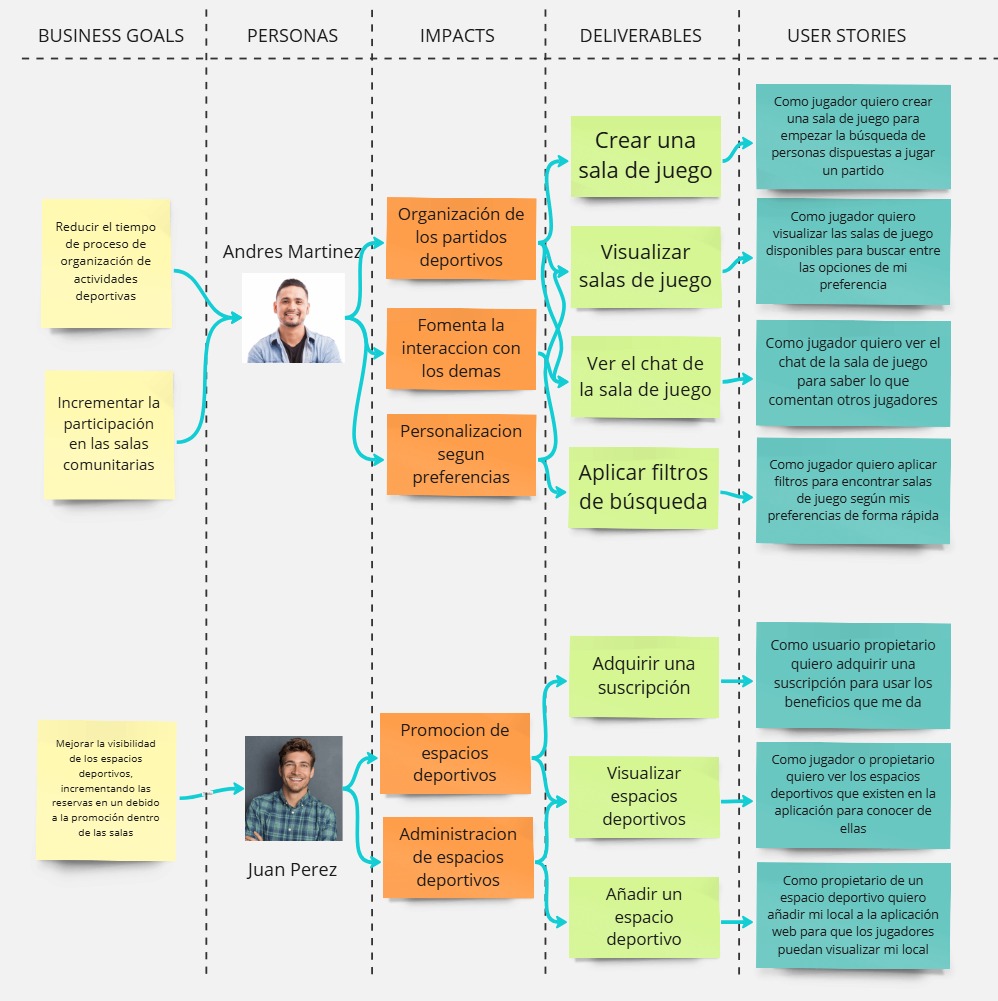 BUSINESS GOALS
PERSONAS
IMPACTS
DELIVERABLES
USER STORIES
Reducir el tiempo
de proceso de
organización de
actividades
deportivas
Incrementar la
participación
en las salas
comunitarias
Andres Martinez
Organización de
los partidos
deportivos
Fomenta la
interaccion con
los demas
Personalizacion
segun
preferencias
Crear una
sala de juego
Visualizar
salas de juego
Ver el chat de
la sala de juego
Aplicar filtros
de búsqueda
Como jugador quiero crear
una sala de juego para
empezar la búsqueda de
personas dispuestas a jugar
un partido
Como jugador quiero
visualizar las salas de juego
disponibles para buscar entre
las opciones de mi
preferencia
Como jugador quiero ver el
chat de la sala de juego
para saber lo que
comentan otros jugadores
Como jugador quiero aplicar
filtros para encontrar salas
de juego según mis
preferencias de forma rápida
Mejorar la visibilidad
de los espacios
deportivos,
incrementando las
reservas en un debido
a la promoción dentro
de las salas
Juan Perez
Promocion de
espacios
deportivos
Administracion
de espacios
deportivos
Adquirir una
suscripción
Visualizar
espacios
deportivos
Añadir un
espacio
deportivo
Como usuario propietario
quiero adquirir una
suscripción para usar los
beneficios que me da
Como jugador o propietario
quiero ver los espacios
deportivos que existen en la
aplicación para conocer de
ellas
Como propietario de un
espacio deportivo quiero
añadir mi local a la aplicación
web para que los jugadores
puedan visualizar mi local